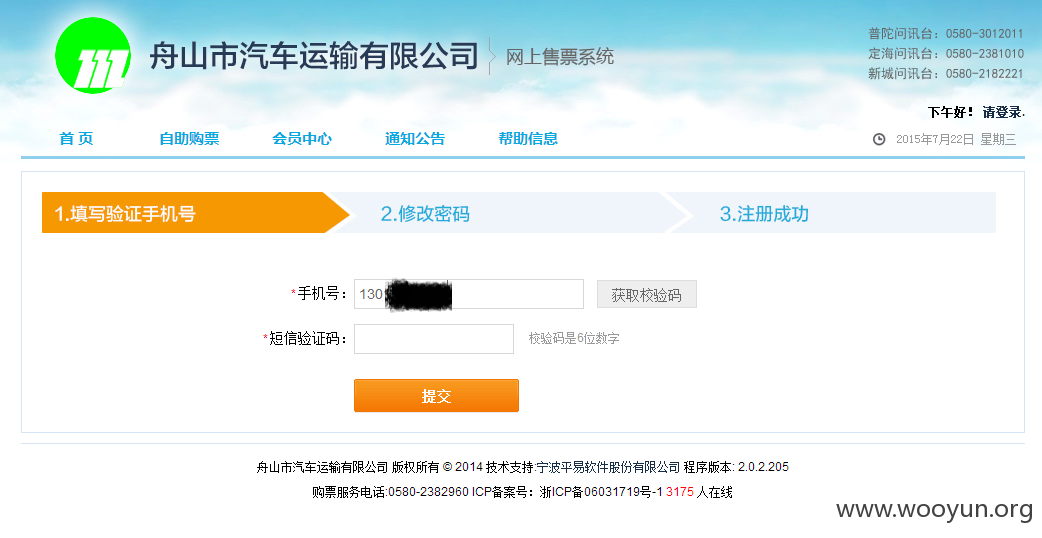 舟山市汽车运输有限公司 网上售票系统
普陀问讯台：0580-3012011
定海问讯台：0580-2381010
新城问讯台：0580-2182221
下午好！ 请登录.
首 页 自助购票 会员中心 通知公告 帮助信息 2015年7月22日 星期三
1.填写验证手机号 2.修改密码 3.注册成功
*手机号： 130 获取校验码
*短信验证码： 校验码是6位数字
提交
舟山市汽车运输有限公司 版权所有 © 2014 技术支持:宁波平易软件股份有限公司 程序版本: 2.0.2.205
购票服务电话:0580-2382960 ICP备案号：浙ICP备06031719号-1 3175 人在线
www.wooyun.org